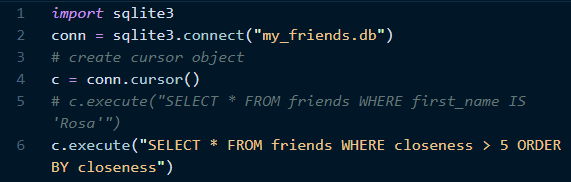 1 import sqlite3
2 conn = sqlite3.connect("my_friends.db")
3 # create cursor object
4 c = conn.cursor()
5 # c.execute("SELECT * FROM friends WHERE first_name IS
'Rosa'")
6 c.execute("SELECT * FROM friends WHERE closeness > 5 ORDER
BY closeness")